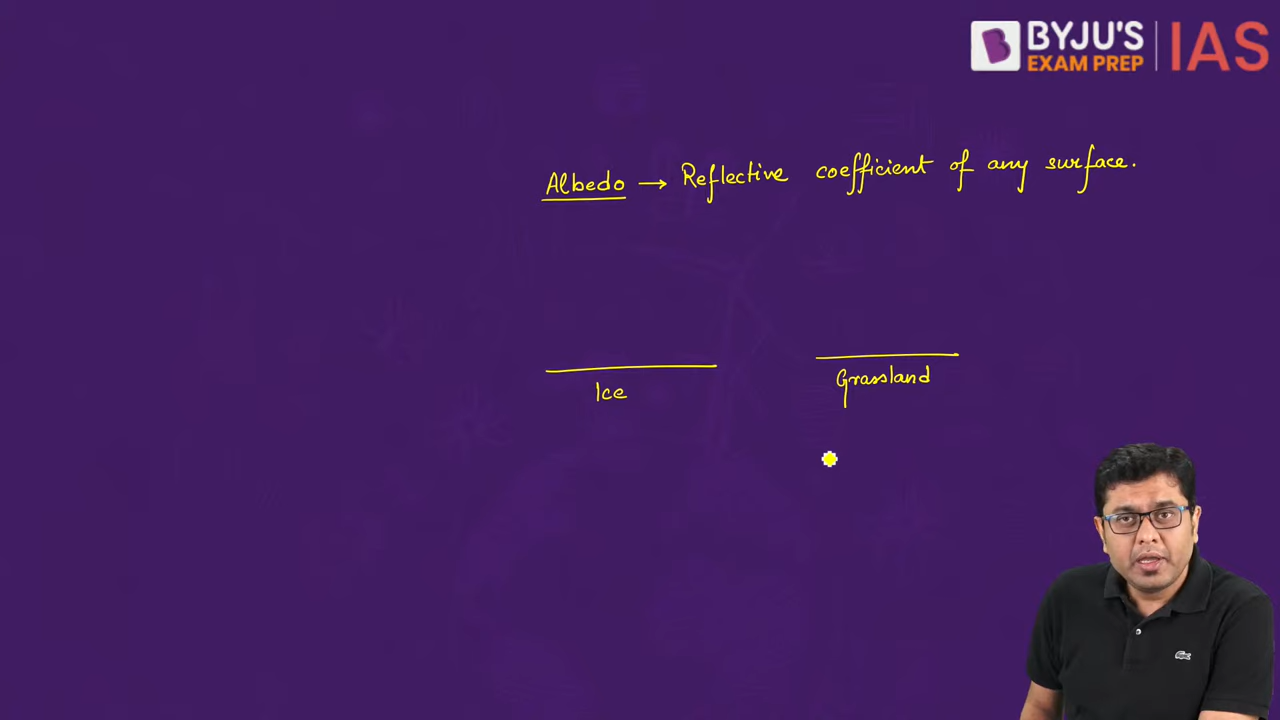 BYJU'S
EXAM PREP
IAS
Albedo → Reflective coefficient of any surface.
Ice
Grassland